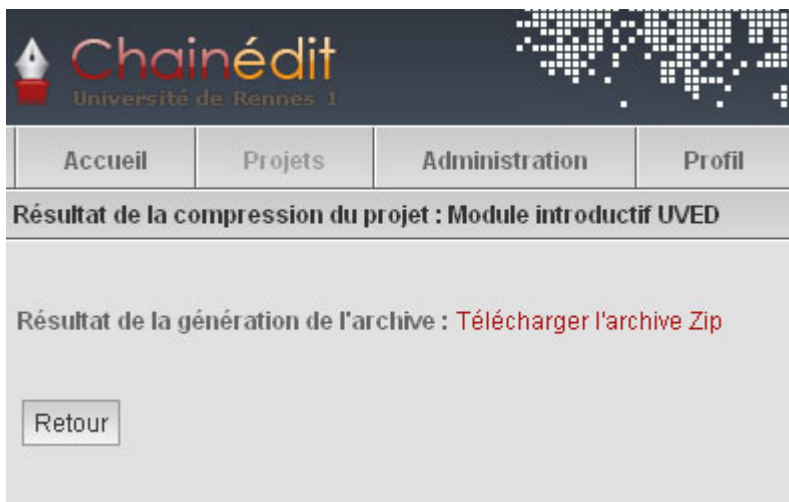 Chainédit
Université de Rennes 1
Accueil Projets Administration Profil
Résultat de la compression du projet : Module introductif UVED
Résultat de la génération de l'archive : Télécharger l'archive Zip
Retour